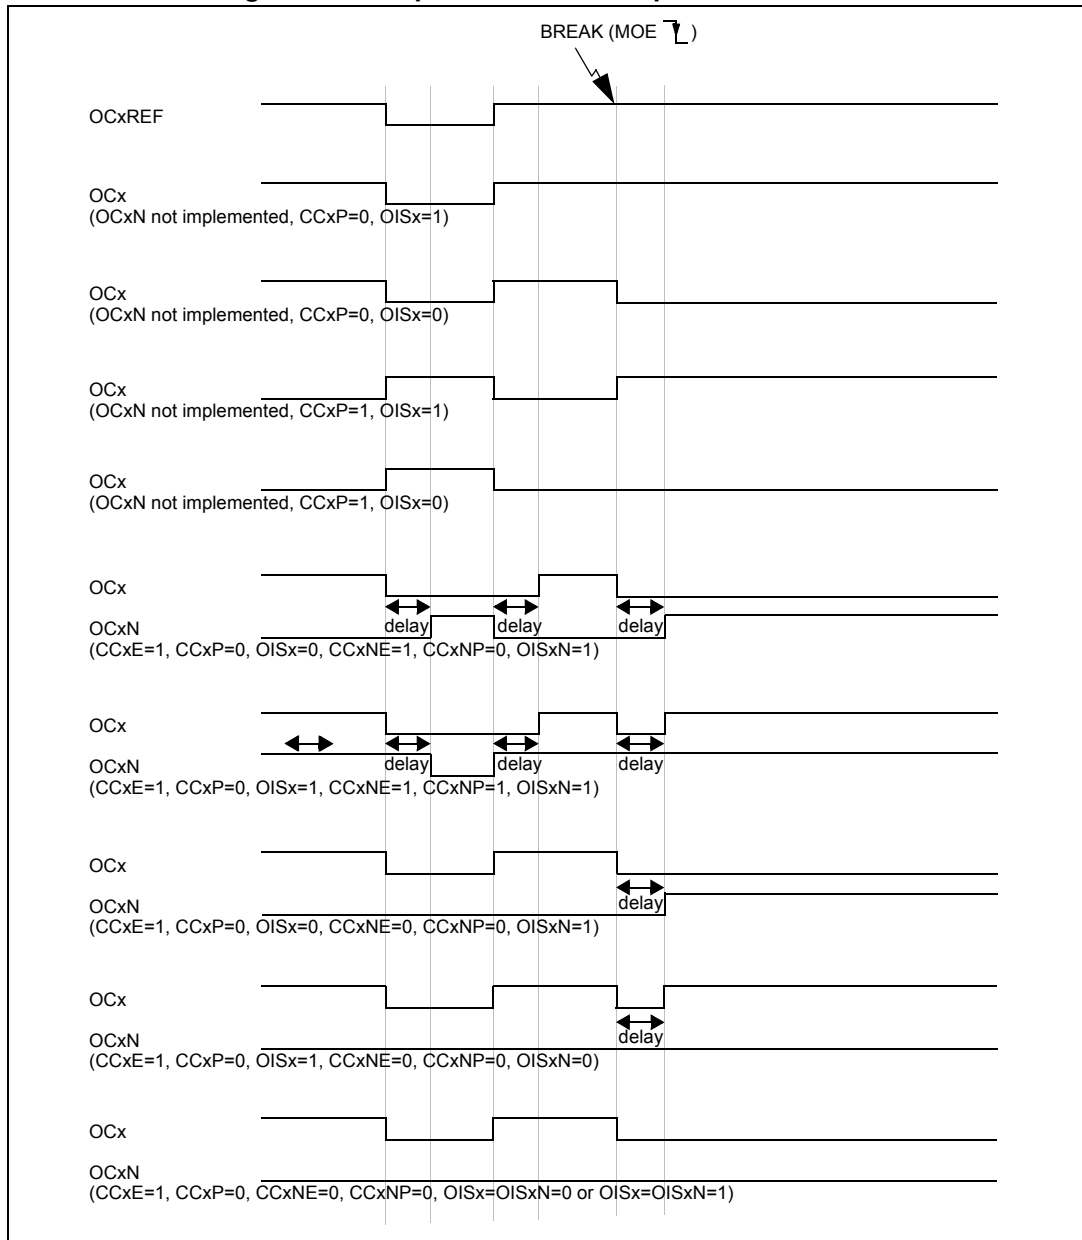 BREAK (MOE )
OCxREF
OCx
(OCxN not implemented, CCxP=0, OISx=1)
OCx
(OCxN not implemented, CCxP=0, OISx=0)
OCx
(OCxN not implemented, CCxP=1, OISx=1)
OCx
(OCxN not implemented, CCxP=1, OISx=0)
OCx
delay delay delay
OCxN
(CCxE=1, CCxP=0, OISx=0, CCxNE=1, CCxNP=0, OISxN=1)
OCx
delay delay delay
OCxN
(CCxE=1, CCxP=0, OISx=1, CCxNE=1, CCxNP=1, OISxN=1)
OCx
delay
OCxN
(CCxE=1, CCxP=0, OISx=0, CCxNE=0, CCxNP=0, OISxN=1)
OCx
delay
OCxN
(CCxE=1, CCxP=0, OISx=1, CCxNE=0, CCxNP=0, OISxN=0)
OCx
OCxN
(CCxE=1, CCxP=0, CCxNE=0, CCxNP=0, OISx=OISxN=0 or OISx=OISxN=1)